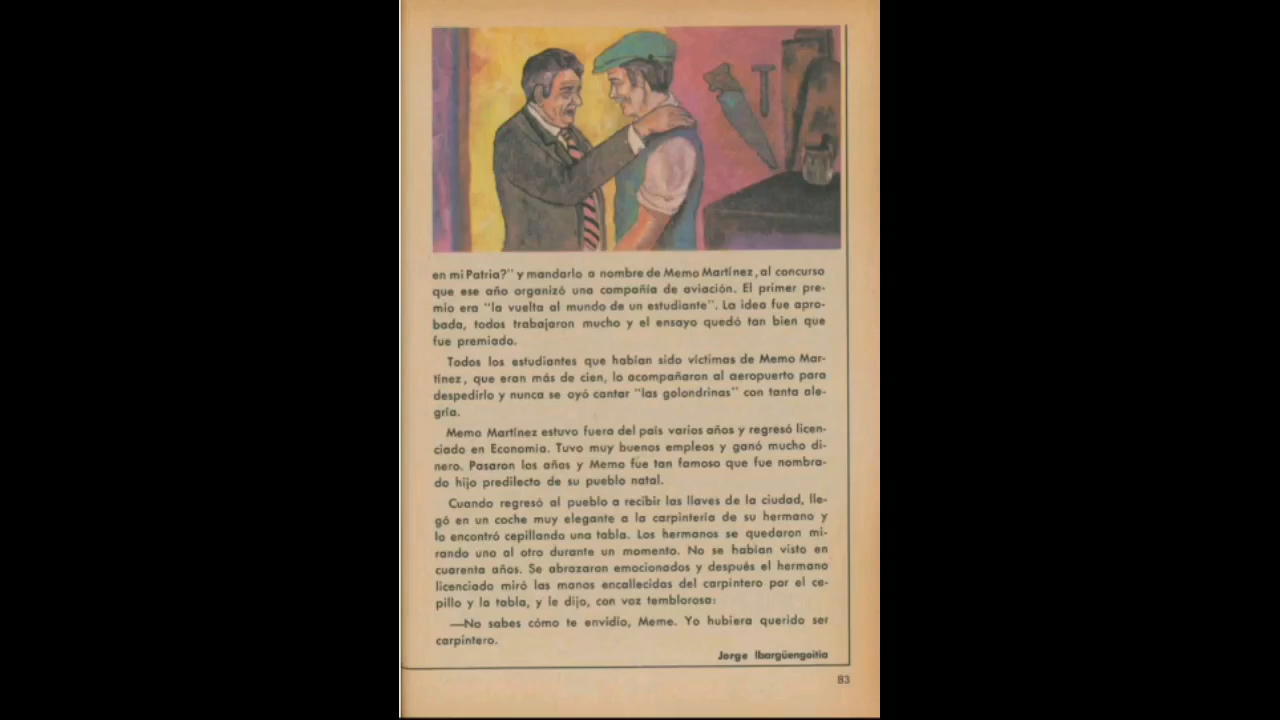 en mi Patria?" y mandarlo a nombre de Memo Martínez, al concurso
que ese año organizó una compañía de aviación. El primer pre-
mio era "la vuelta al mundo de un estudiante". La idea fue apro-
bada, todos trabajaron mucho y el ensayo quedó tan bien que
fue premiado.
Todos los estudiantes que habían sido víctimas de Memo Mar-
tínez, que eran más de cien, lo acompañaron al aeropuerto para
despedirlo y nunca se oyó cantar "las golondrinas" con tanta ale-
gría.
Memo Martínez estuvo fuera del país varios años y regresó licen-
ciado en Economía. Tuvo muy buenos empleos y ganó mucho di-
nero. Pasaron los años y Memo fue tan famoso que fue nombra-
do hijo predilecto de su pueblo natal.
Cuando regresó al pueblo a recibir las llaves de la ciudad, lle-
gó en un coche muy elegante a la carpintería de su hermano y
lo encontró cepillando una tabla. Los hermanos se quedaron mi-
rando uno al otro durante un momento. No se habían visto en
cuarenta años. Se abrazaron emocionados y después el hermano
licenciado miró las manos encallecidas del carpintero por el ce-
pillo y la tabla, y le dijo, con voz temblorosa:
—No sabes cómo te envidio, Meme. Yo hubiera querido ser
carpintero.
Jorge Ibargüengoitia
83